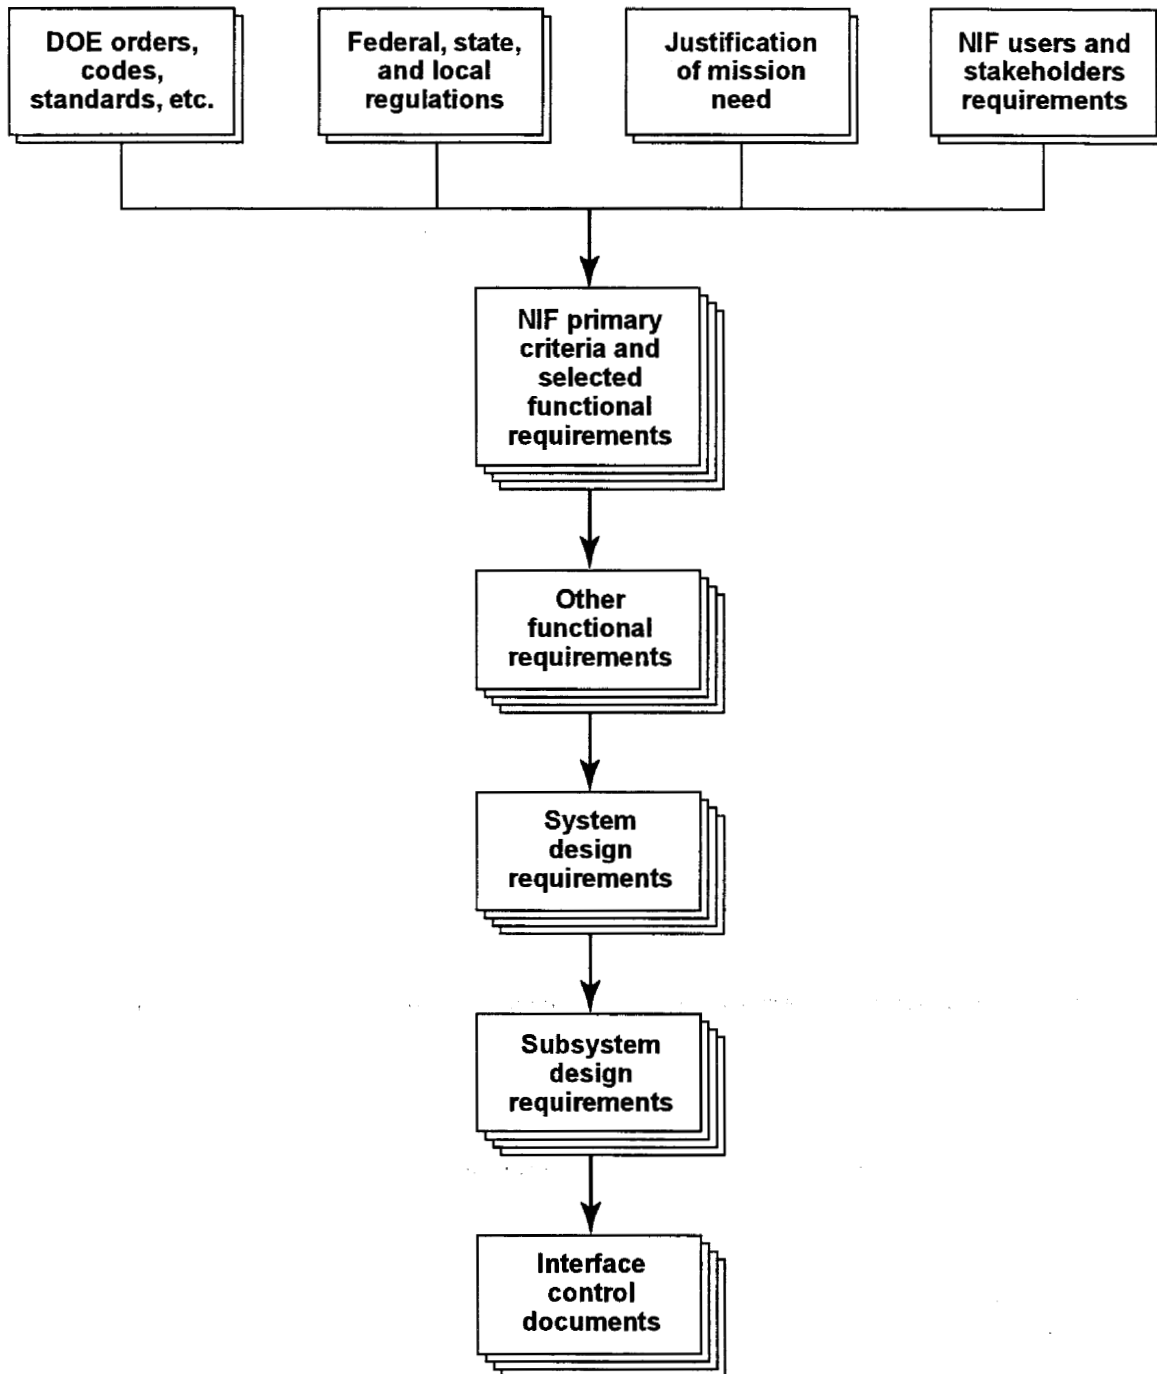 DOE orders,
codes,
standards, etc.
Federal, state,
and local
regulations
Justification
of mission
need
NIF users and
stakeholders
requirements
NIF primary
criteria and
selected
functional
requirements
Other
functional
requirements
System
design
requirements
Subsystem
design
requirements
Interface
control
documents